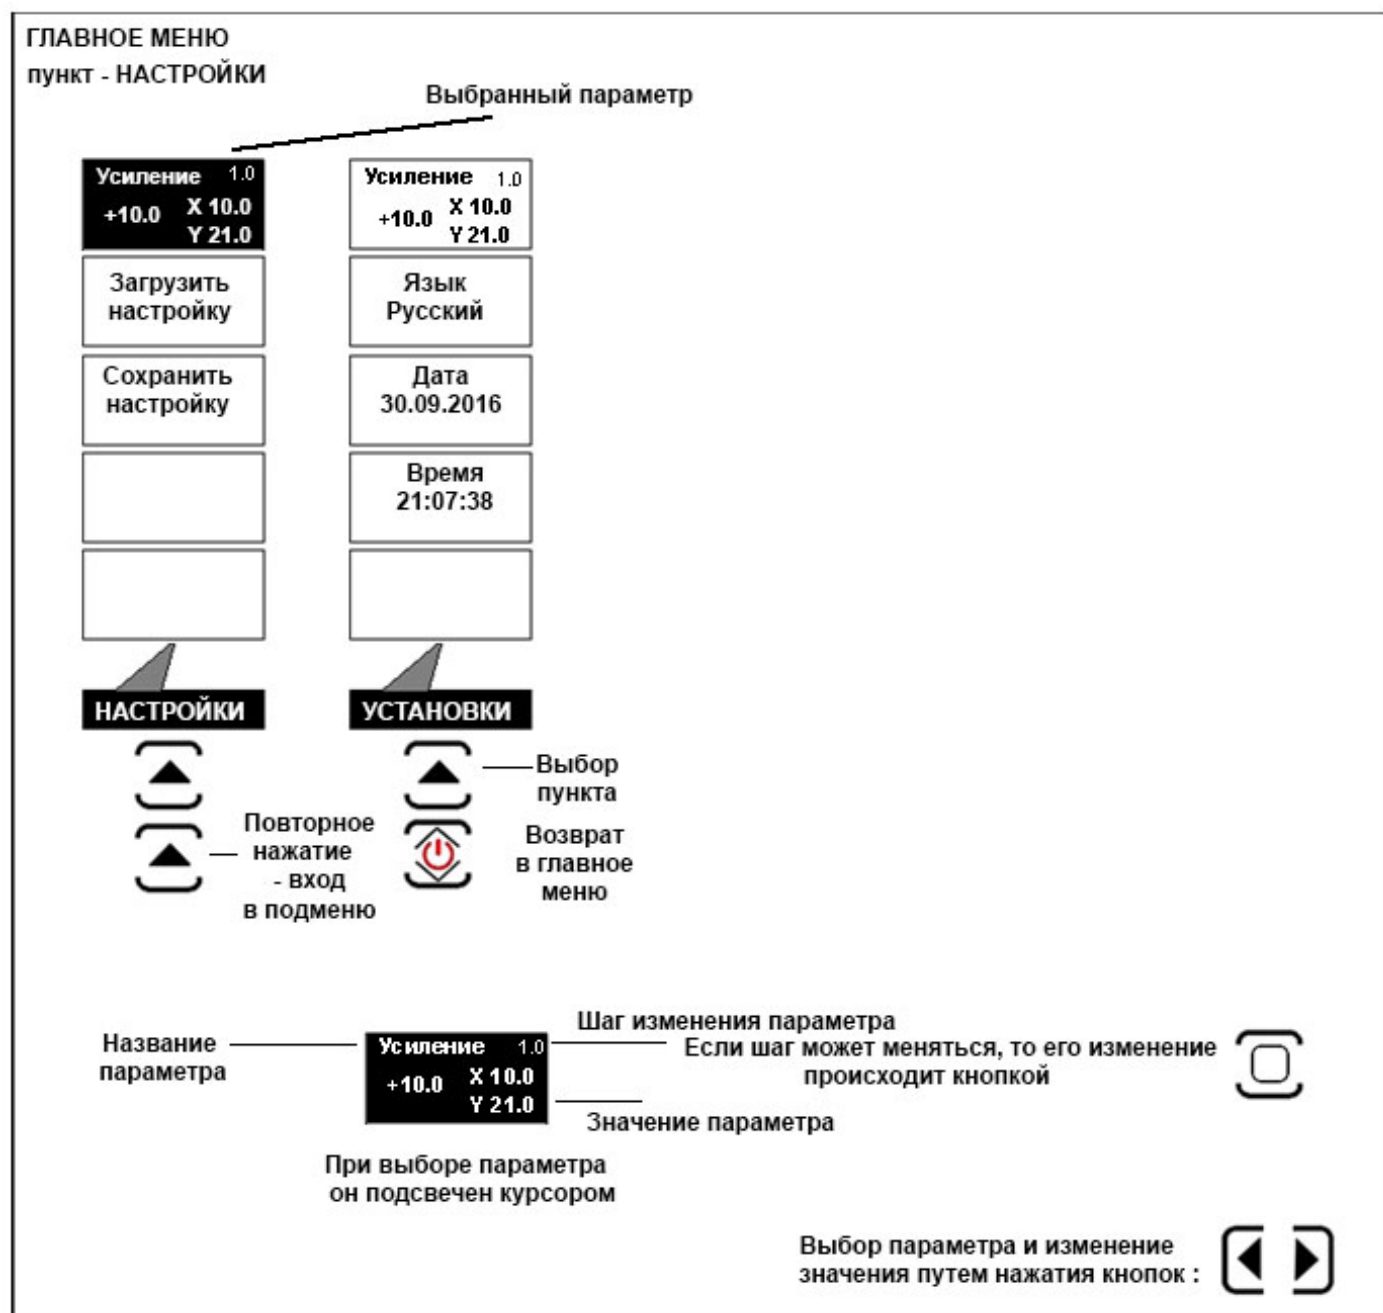 ГЛАВНОЕ МЕНЮ
пункт - НАСТРОЙКИ
Выбранный параметр
Усиление 1.0
+10.0 X 10.0
Y 21.0
Загрузить
настройку
Сохранить
настройку
НАСТРОЙКИ
Усиление 1.0
+10.0 X 10.0
Y 21.0
Язык
Русский
Дата
30.09.2016
Время
21:07:38
УСТАНОВКИ
Выбор
пункта
Повторное
нажатие
- вход
в подменю
Возврат
в главное
меню
Название
параметра
Усиление 1.0
+10.0 X 10.0
Y 21.0
Шаг изменения параметра
Если шаг может меняться, то его изменение
происходит кнопкой
Значение параметра
При выборе параметра
он подсвечен курсором
Выбор параметра и изменение
значения путем нажатия кнопок :